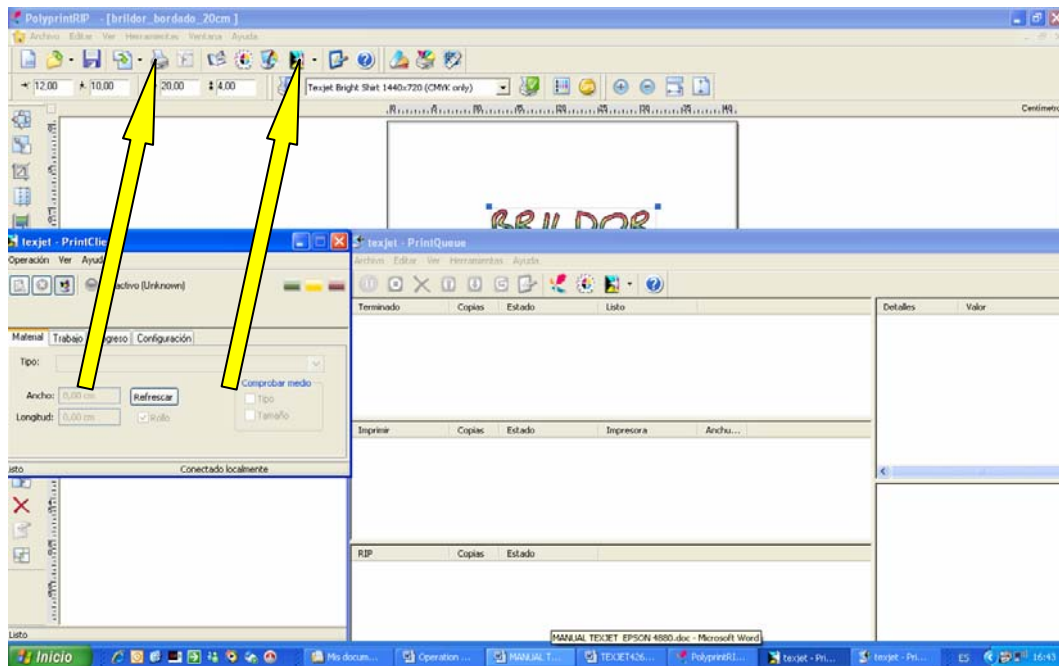 PolyprintRIP - [brildor_bordado_20cm ]
Archivo Editar Ver Herramientas Ventana Ayuda
12,00 10,00 20,00 4,00 Texjet Bright Shirt 1440x720 (CMYK only)
Centímetro
BRILDOR
texjet - PrintClie
Operación Ver Ayud
activo (Unknown)
Material Trabajo greso Configuración
Tipo:
Ancho: 0,00 cm Refrescar
Longitud: 0,00 cm Rollo
Comprobar medio
Tipo
Tamaño
isto Conectado localmente
texjet - PrintQueue
Archivo Editar Ver Herramientas Ayuda
Terminado Copias Estado Listo
Detalles Valor
Imprimir Copias Estado Impresora Anchu...
RIP Copias Estado
Listo
MANUAL TEXJET EPSON 4880.doc - Microsoft Word
Inicio Mis docum... Operation ... MANUAL T... TEXJET426... PolyprintRI... texjet - Pri... texjet - Pri... ES 16:43